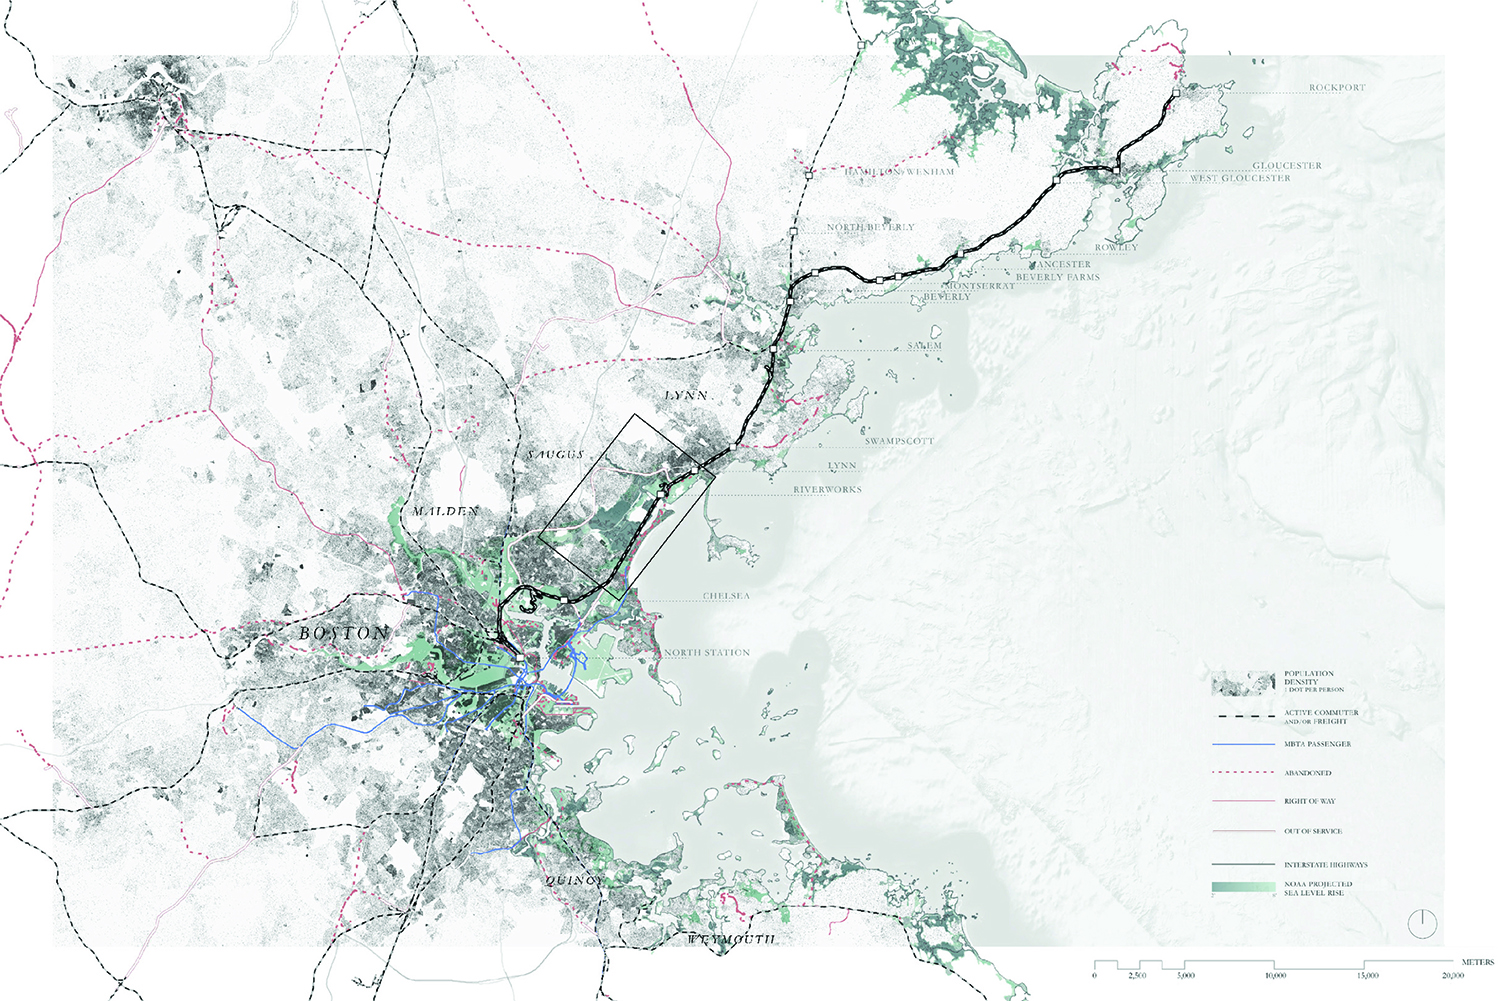 ROCKPORT
GLOUCESTER
HAMILTON/WENHAM
WEST GLOUCESTER
NORTH BEVERLY
ROWLEY
MANCESTER
BEVERLY FARMS
MONTSERRAT
BEVERLY
SALEM
LYNN
SWAMPSCOTT
SAUGUS
LYNN
RIVERWORKS
MALDEN
CHELSEA
BOSTON
NORTH STATION
QUINCY
WEYMOUTH
POPULATION
DENSITY
1 DOT PER PERSON
ACTIVE COMMUTER
AND/OR FREIGHT
MBTA PASSENGER
ABANDONED
RIGHT OF WAY
OUT OF SERVICE
INTERSTATE HIGHWAYS
NOAA PROJECTED
SEA LEVEL RISE
METERS
0 2,500 5,000 10,000 15,000 20,000